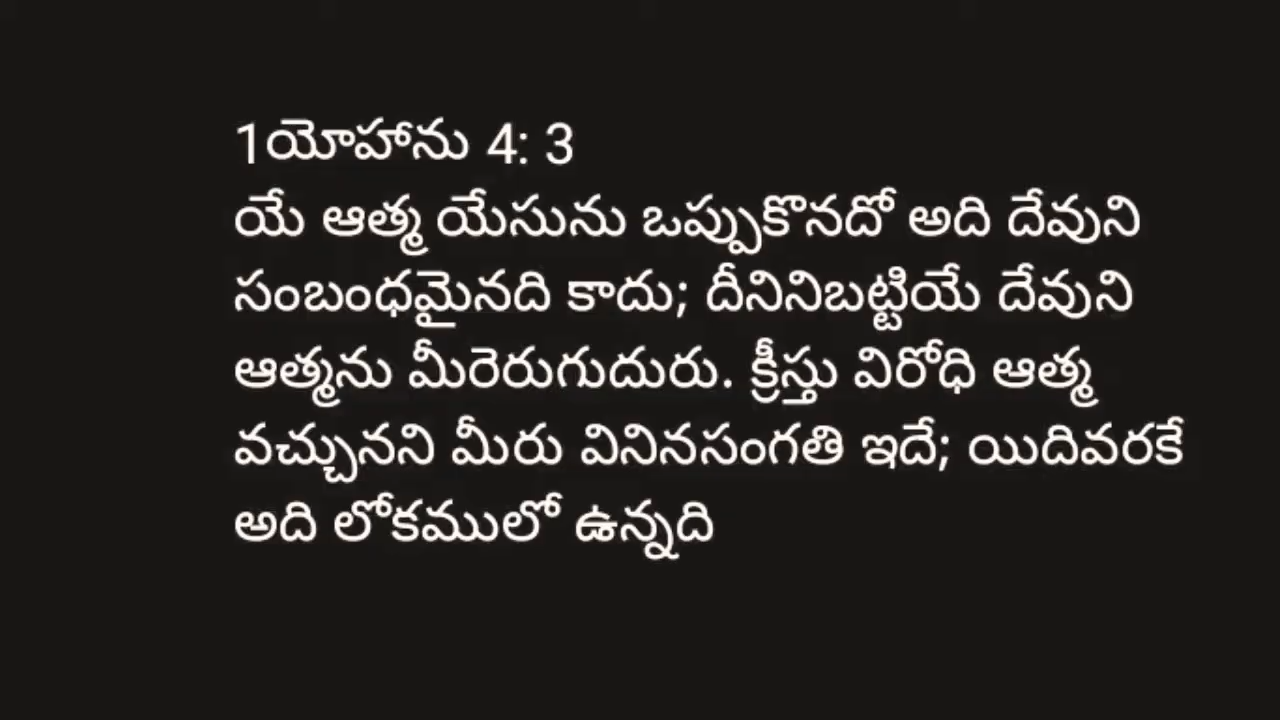 1యోహాను 4: 3
యే ఆత్మ యేసును ఒప్పుకొనదో అది దేవుని
సంబంధమైనది కాదు; దీనినిబట్టియే దేవుని
ఆత్మను మీరెరుగుదురు. క్రీస్తు విరోధి ఆత్మ
వచ్చునని మీరు వినినసంగతి ఇదే; యిదివరకే
అది లోకములో ఉన్నది